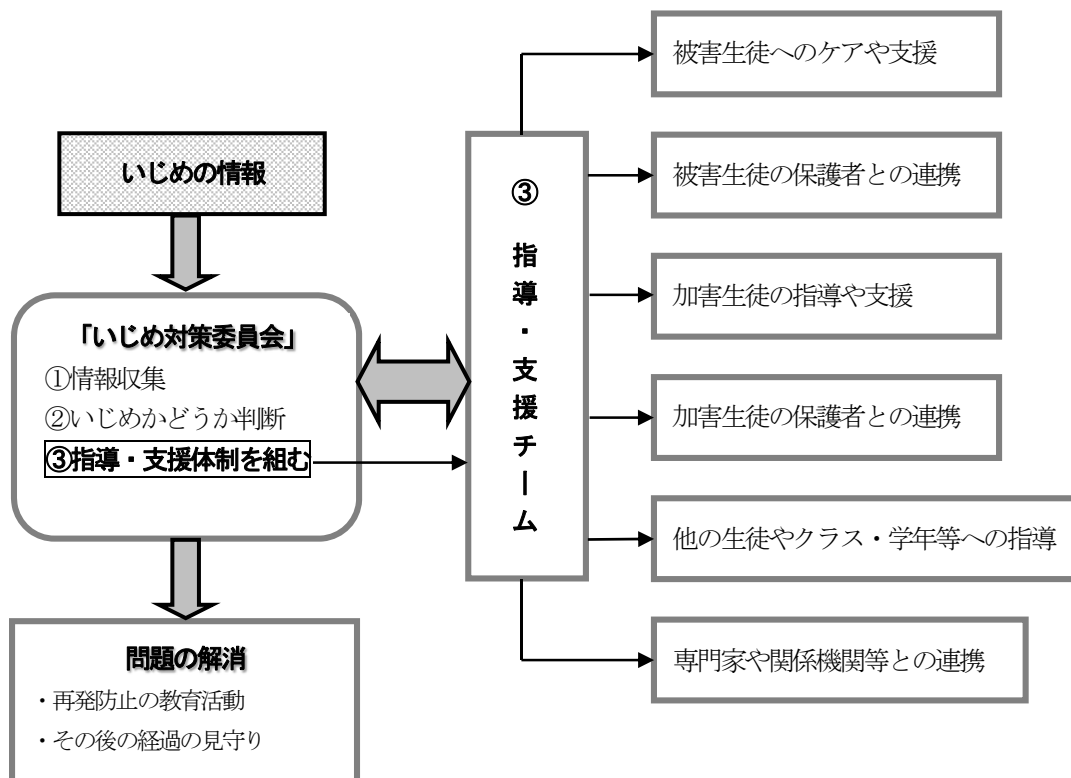 いじめの情報
「いじめ対策委員会」
①情報収集
②いじめかどうか判断
③指導・支援体制を組む
問題の解消
・再発防止の教育活動
・その後の経過の見守り
③指導・支援チーム
被害生徒へのケアや支援
被害生徒の保護者との連携
加害生徒の指導や支援
加害生徒の保護者との連携
他の生徒やクラス・学年等への指導
専門家や関係機関等との連携